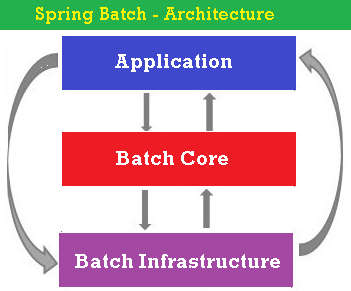 Spring Batch - Architecture
Application
Batch Core
Batch Infrastructure